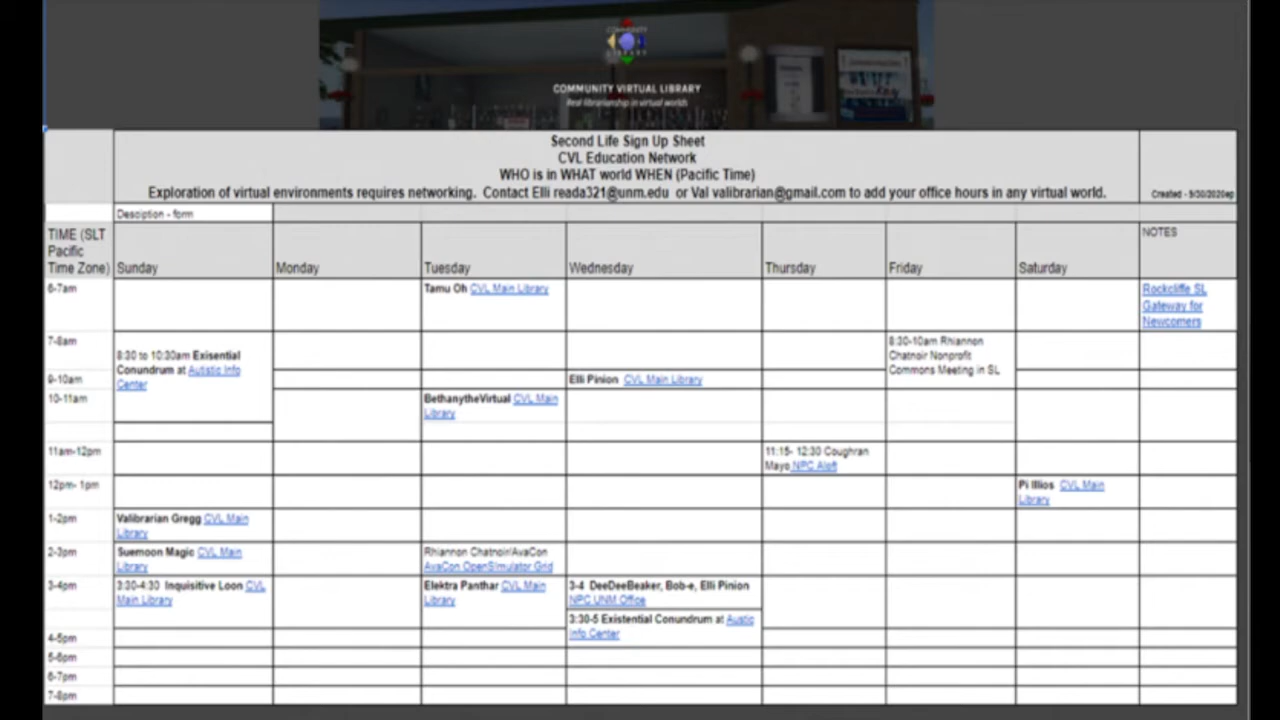 COMMUNITY
LIBRARY
COMMUNITY VIRTUAL LIBRARY
Real librarianship in virtual worlds
Second Life Sign Up Sheet
CVL Education Network
WHO is in WHAT world WHEN (Pacific Time)
Exploration of virtual environments requires networking. Contact Elli reada321@unm.edu or Val valibrarian@gmail.com to add your office hours in any virtual world.
Created - 9/30/2020eg
Desciption - form
TIME (SLT
Pacific
Time Zone)
Sunday
Monday
Tuesday
Wednesday
Thursday
Friday
Saturday
NOTES
6-7am
Tamu Oh CVL Main Library
Rockcliffe SL
Gateway for
Newcomers
7-8am
8:30 to 10:30am Exisential
Conundrum at Autistic Info
Center
8:30-10am Rhiannon
Chatnoir Nonprofit
Commons Meeting in SL
9-10am
Elli Pinion CVL Main Library
10-11am
BethanytheVirtual CVL Main
Library
11am-12pm
11:15- 12:30 Coughran
Mayo NPC Aloft
12pm- 1pm
Pi Illios CVL Main
Library
1-2pm
Valibrarian Gregg CVL Main
Library
2-3pm
Suemoon Magic CVL Main
Library
Rhiannon Chatnoir/AvaCon
AvaCon OpenSimulator Grid
3-4pm
3:30-4:30 Inquisitive Loon CVL
Main Library
Elektra Panthar CVL Main
Library
3-4 DeeDeeBeaker, Bob-e, Elli Pinion
NPC UNM Office
3:30-5 Existential Conundrum at Austic
Info Center
4-5pm
5-6pm
6-7pm
7-8pm